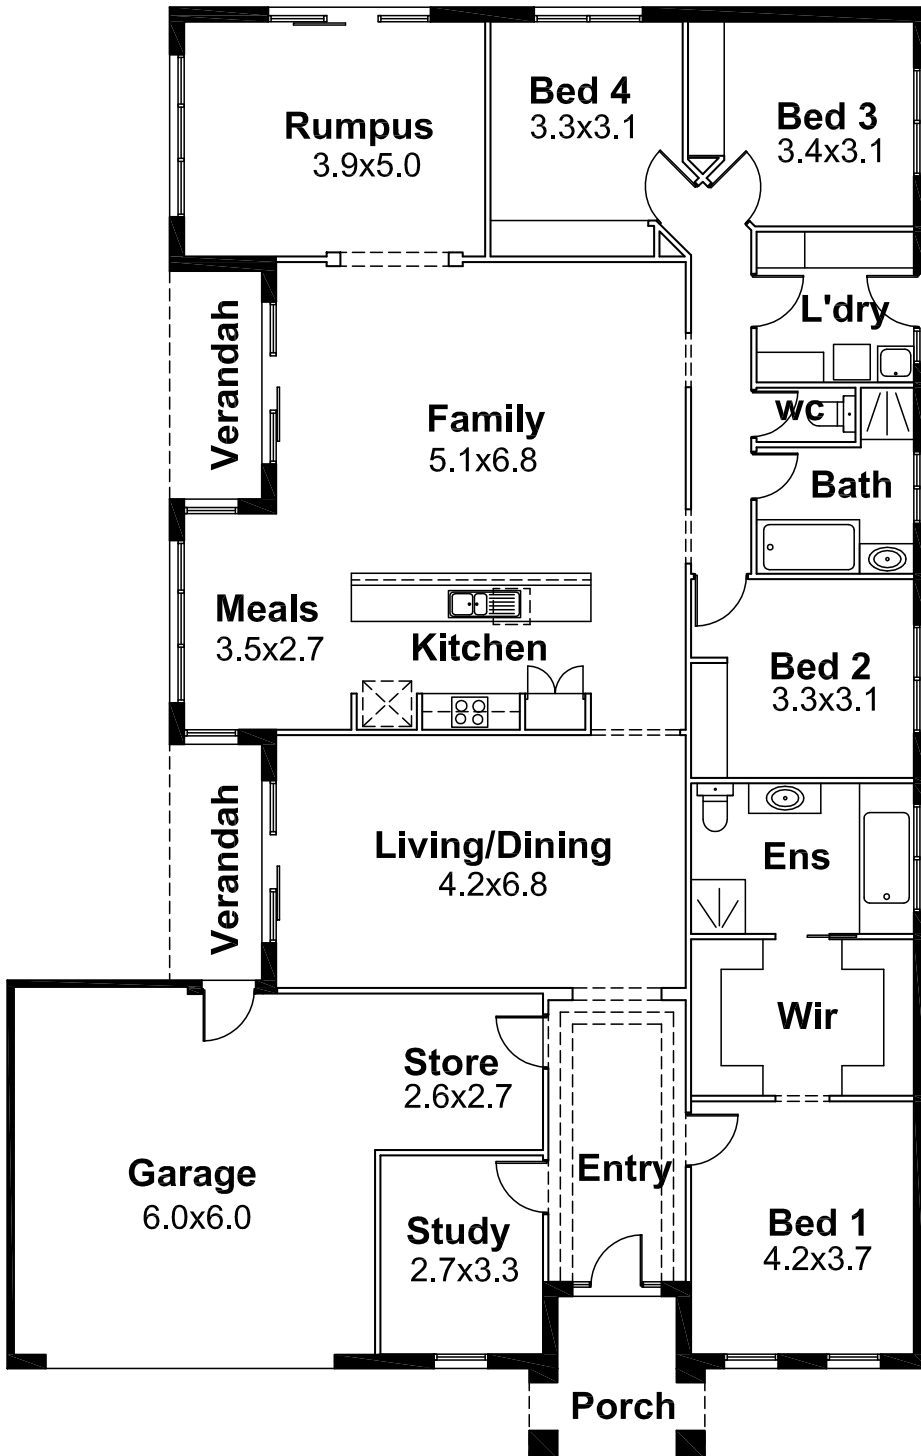 Rumpus
3.9x5.0
Bed 4
3.3x3.1
Bed 3
3.4x3.1
Verandah
L'dry
Family
5.1x6.8
wc
Bath
Meals
3.5x2.7
Kitchen
Bed 2
3.3x3.1
Verandah
Living/Dining
4.2x6.8
Ens
Wir
Store
2.6x2.7
Garage
6.0x6.0
Entry
Study
2.7x3.3
Bed 1
4.2x3.7
Porch